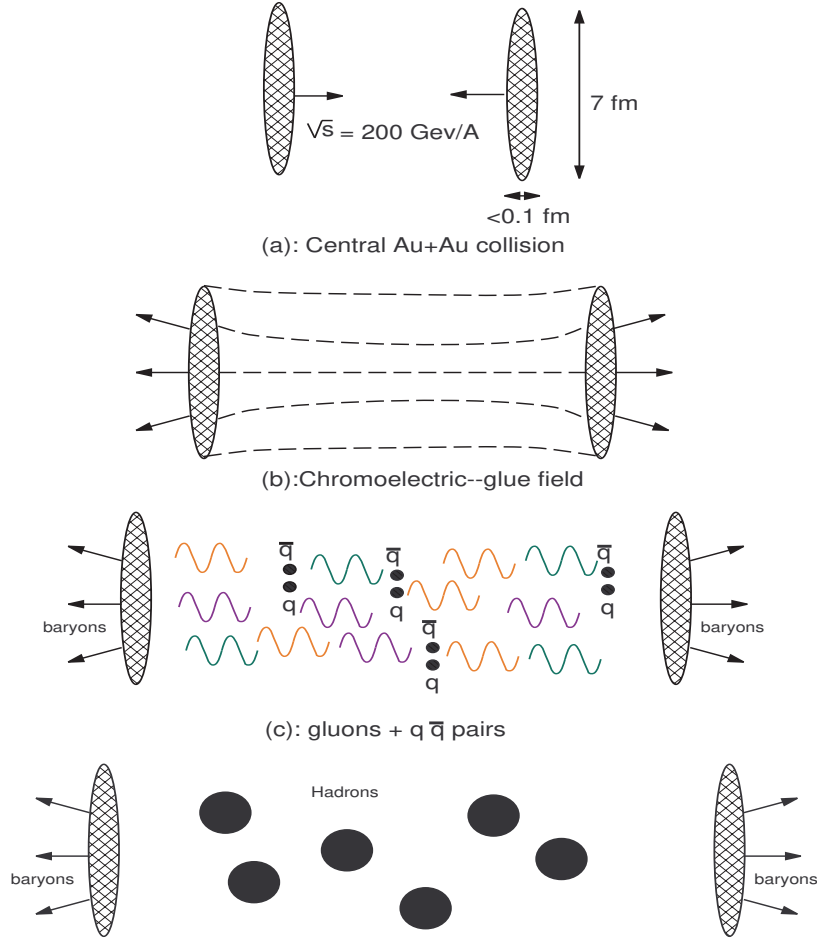 7 fm
√s = 200 Gev/A
<0.1 fm
(a): Central Au+Au collision
(b):Chromoelectric--glue field
q̅ q̅ q̅
q q q
baryons baryons
q̅
q
(c): gluons + q q̅ pairs
Hadrons
baryons baryons